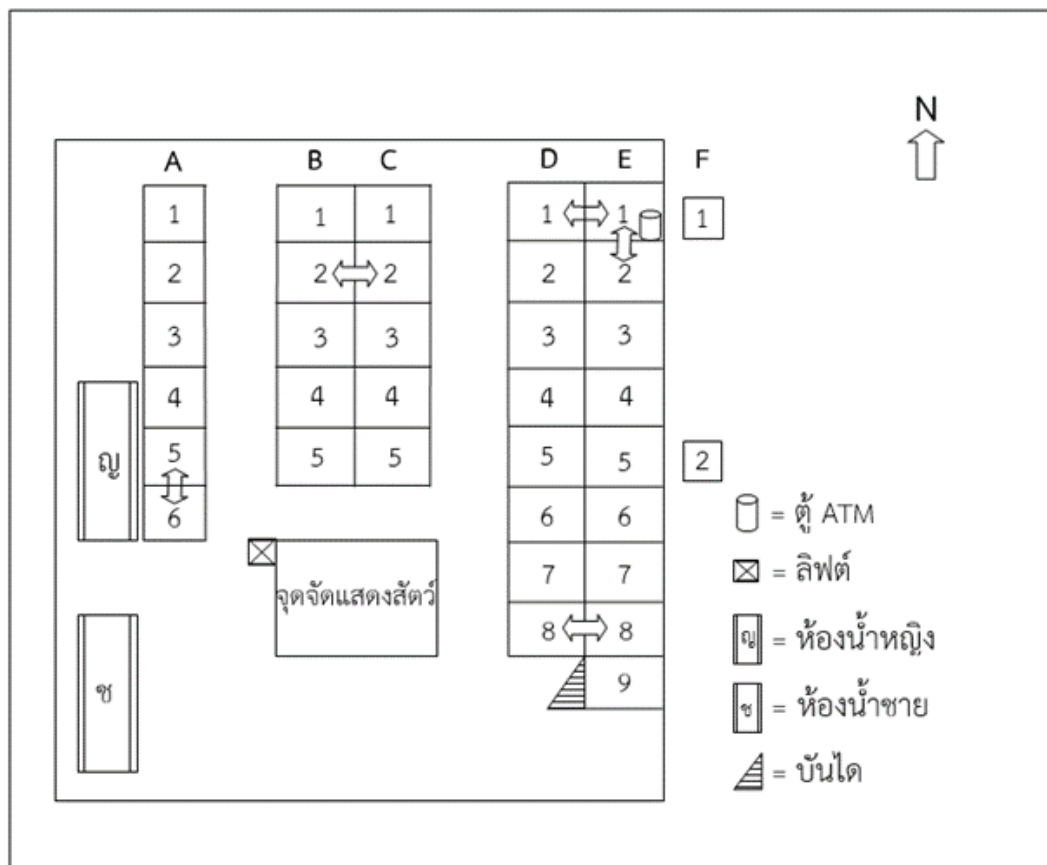 N
A B C D E F
1 1 1 1 1 1
2 2 2 2 2
3 3 3 3 3
4 4 4 4 4
ญ 5 5 5 5 5 2
6 6 6
= ตู้ ATM
จุดจัดแสดงสัตว์ 7 7
= ลิฟต์
8 8
ญ = ห้องน้ำหญิง
9
ช ช = ห้องน้ำชาย
= บันได